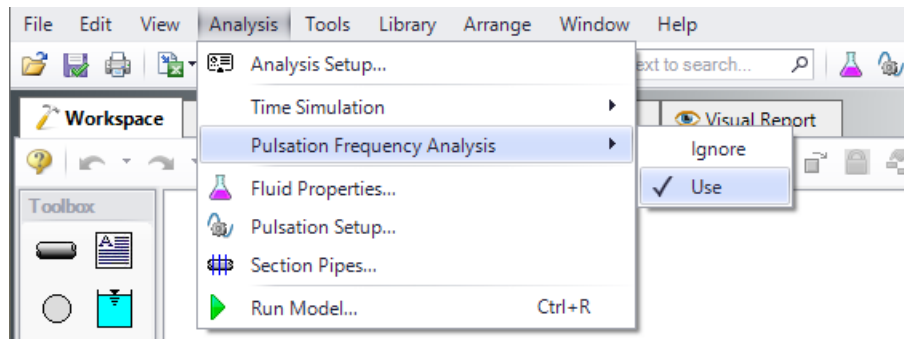 File Edit View Analysis Tools Library Arrange Window Help
Analysis Setup... ext to search...
Time Simulation
Workspace Visual Report
Pulsation Frequency Analysis Ignore
Fluid Properties... Use
Toolbox
Pulsation Setup...
A
Section Pipes...
Run Model... Ctrl+R